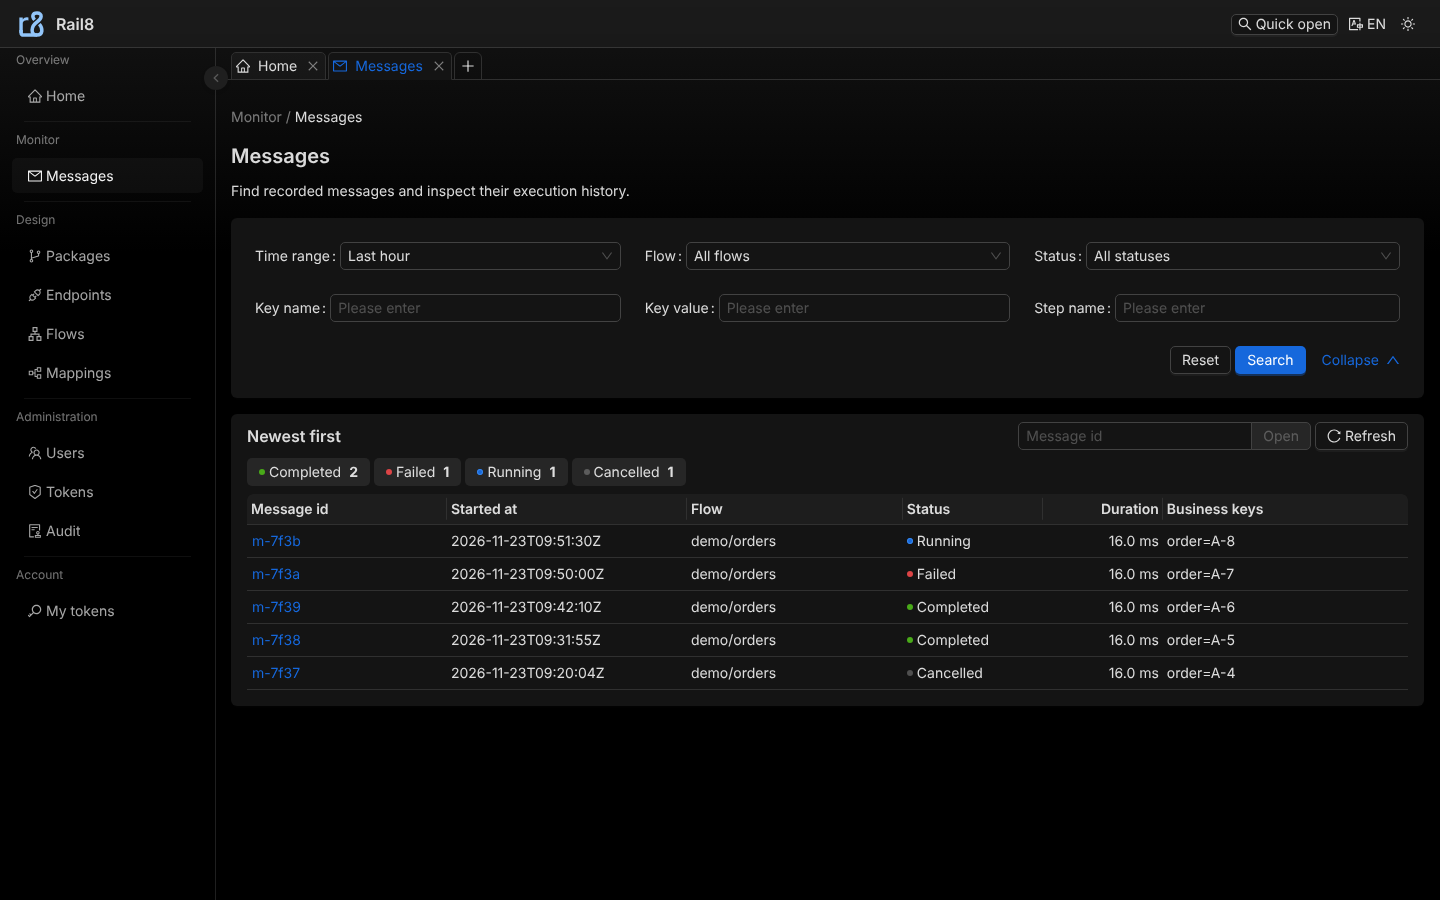 r8 Rail8
Quick open
EN
Overview
Home
Monitor
Messages
Design
Packages
Endpoints
Flows
Mappings
Administration
Users
Tokens
Audit
Account
My tokens
Home
Messages
Monitor / Messages
Messages
Find recorded messages and inspect their execution history.
Time range: Last hour
Flow: All flows
Status: All statuses
Key name: Please enter
Key value: Please enter
Step name: Please enter
Reset
Search
Collapse
Newest first
Message id
Open
Refresh
Completed 2
Failed 1
Running 1
Cancelled 1
Message id Started at Flow Status Duration Business keys
m-7f3b 2026-11-23T09:51:30Z demo/orders Running 16.0 ms order=A-8
m-7f3a 2026-11-23T09:50:00Z demo/orders Failed 16.0 ms order=A-7
m-7f39 2026-11-23T09:42:10Z demo/orders Completed 16.0 ms order=A-6
m-7f38 2026-11-23T09:31:55Z demo/orders Completed 16.0 ms order=A-5
m-7f37 2026-11-23T09:20:04Z demo/orders Cancelled 16.0 ms order=A-4